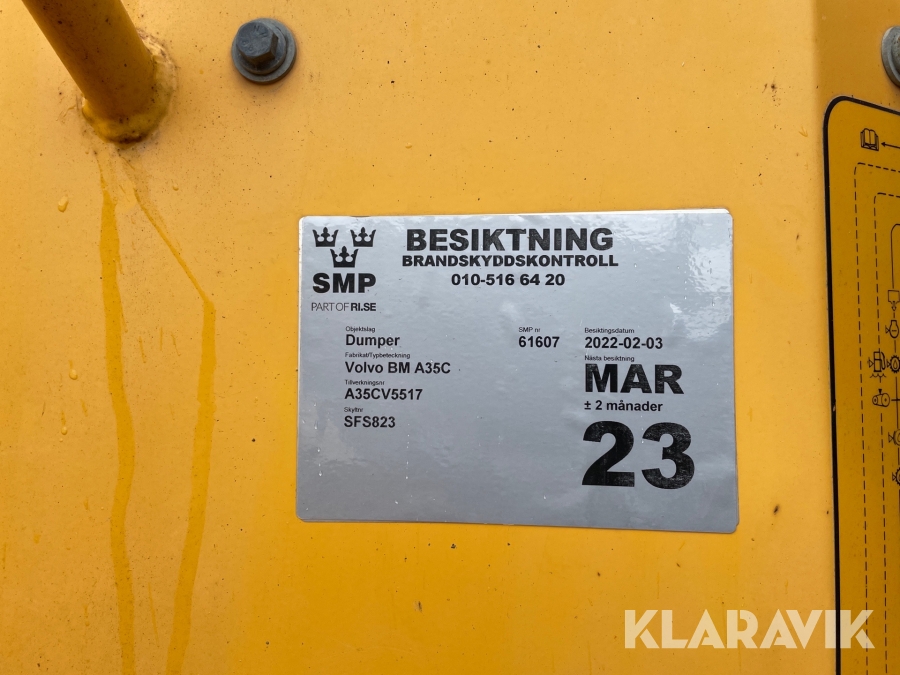 BESIKTNING
BRANDSKYDDSKONTROLL
010-516 64 20
SMP
PART OF RI.SE
Objektslag
Dumper
SMP nr
61607
Besiktningsdatum
2022-02-03
Fabrikat/Typbeteckning
Volvo BM A35C
Nästa besiktning
MAR
± 2 månader
23
Tillverkningsnr
A35CV5517
Skyltnr
SFS823
KLARAVIK